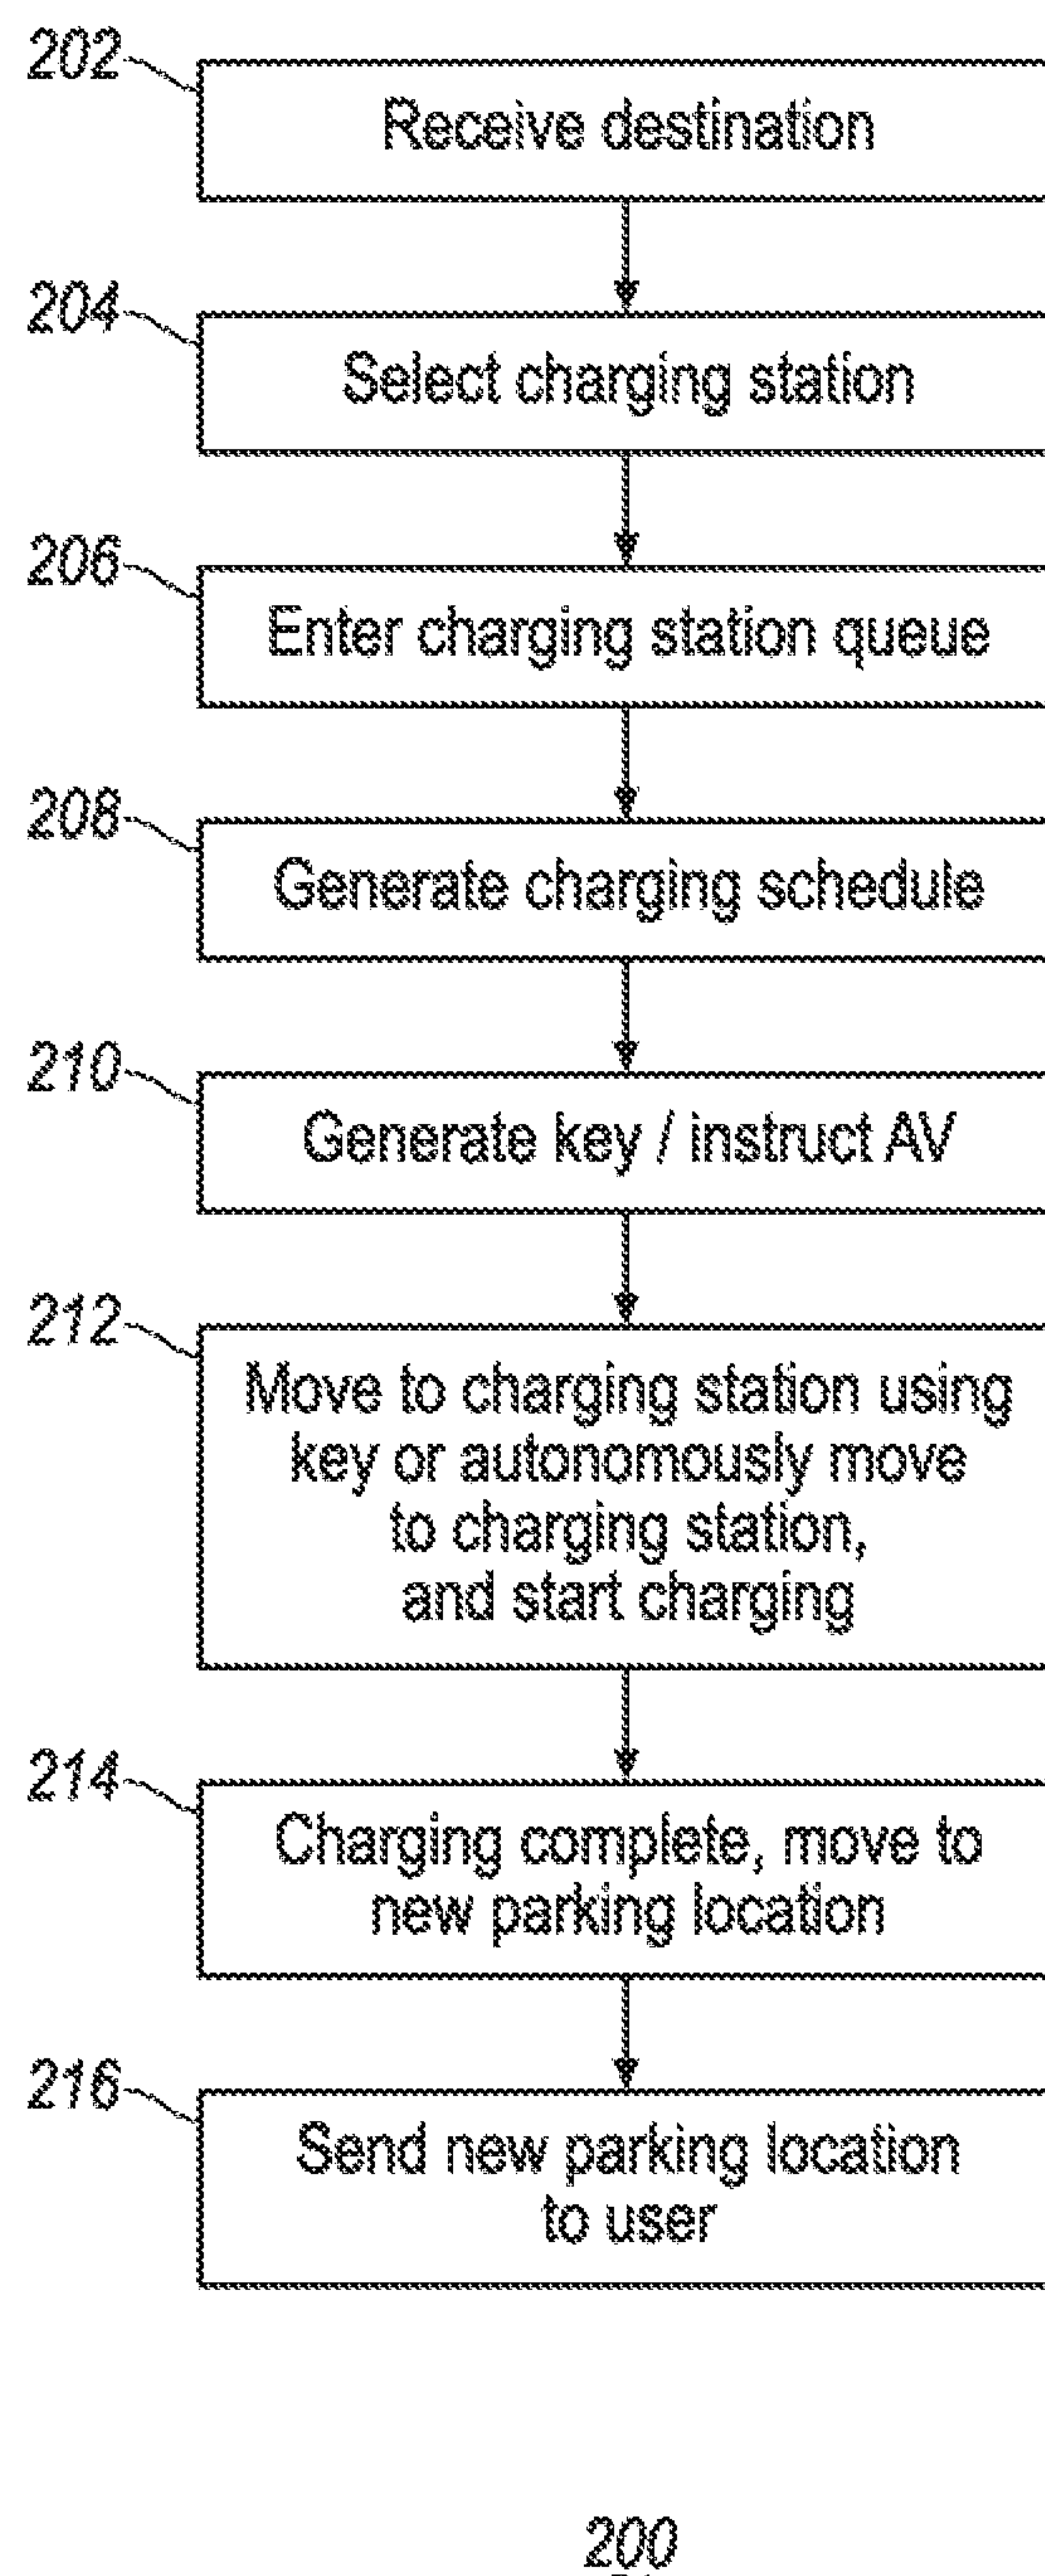 202
Receive destination
204
Select charging station
206
Enter charging station queue
208
Generate charging schedule
210
Generate key / instruct AV
212
Move to charging station using
key or autonomously move
to charging station,
and start charging
214
Charging complete, move to
new parking location
216
Send new parking location
to user
200